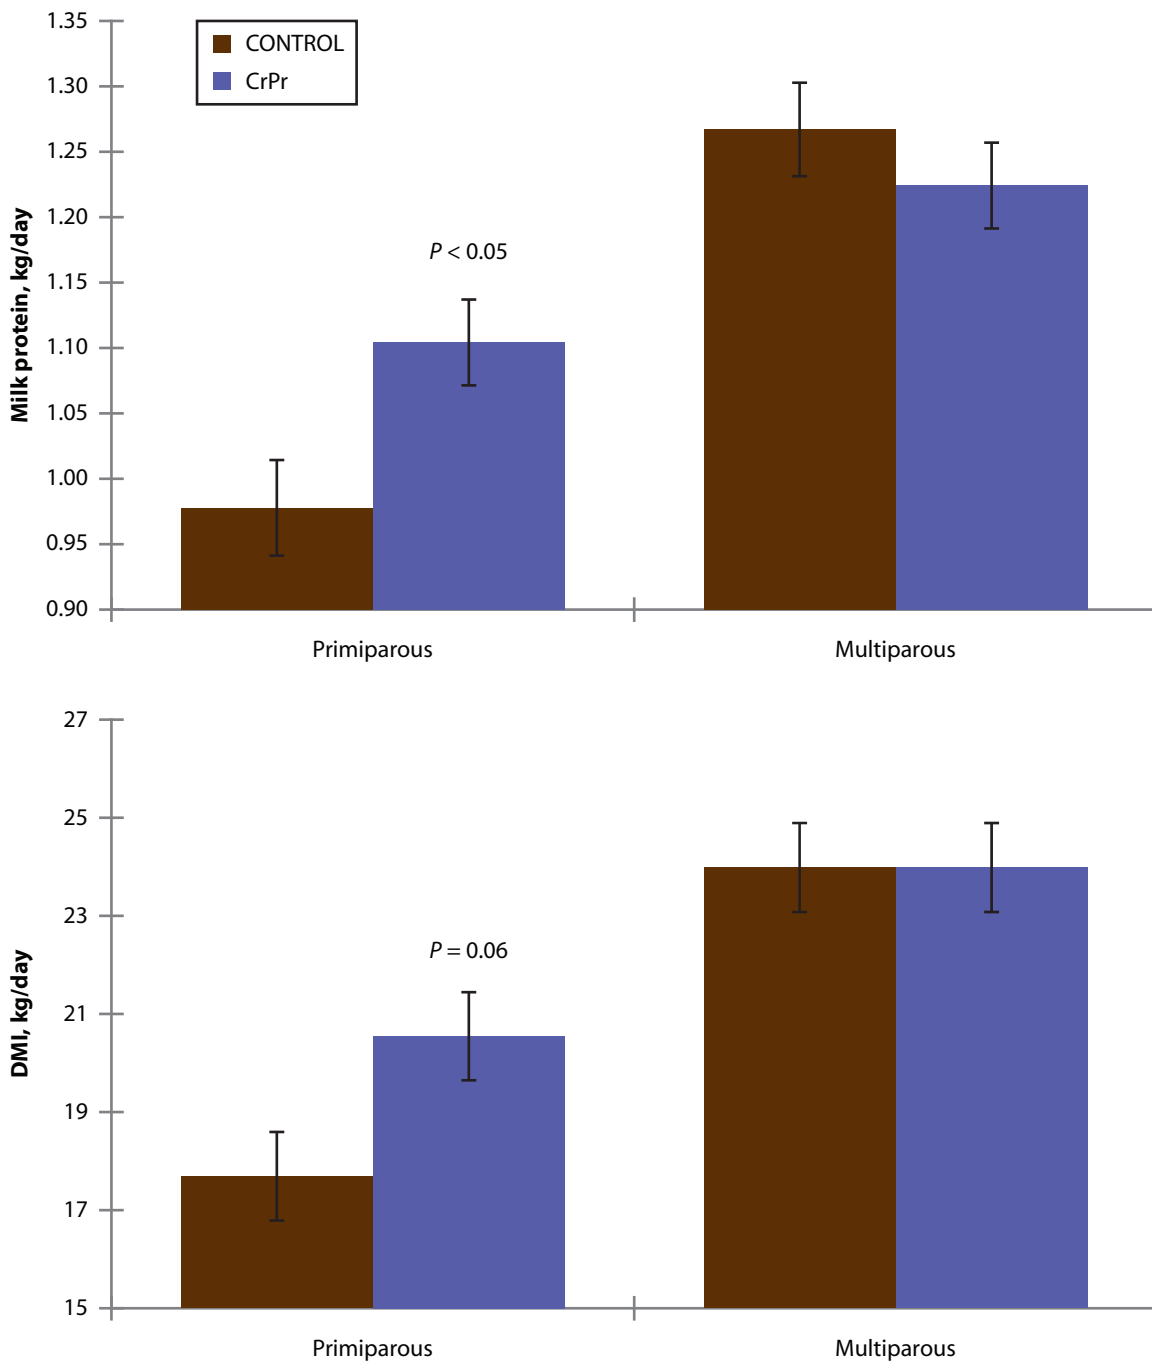 1.35
CONTROL
CrPr
1.30
1.25
1.20
1.15
1.10
1.05
1.00
0.95
0.90
Milk protein, kg/day
P < 0.05
Primiparous
Multiparous
27
25
23
21
19
17
15
DMI, kg/day
P = 0.06
Primiparous
Multiparous